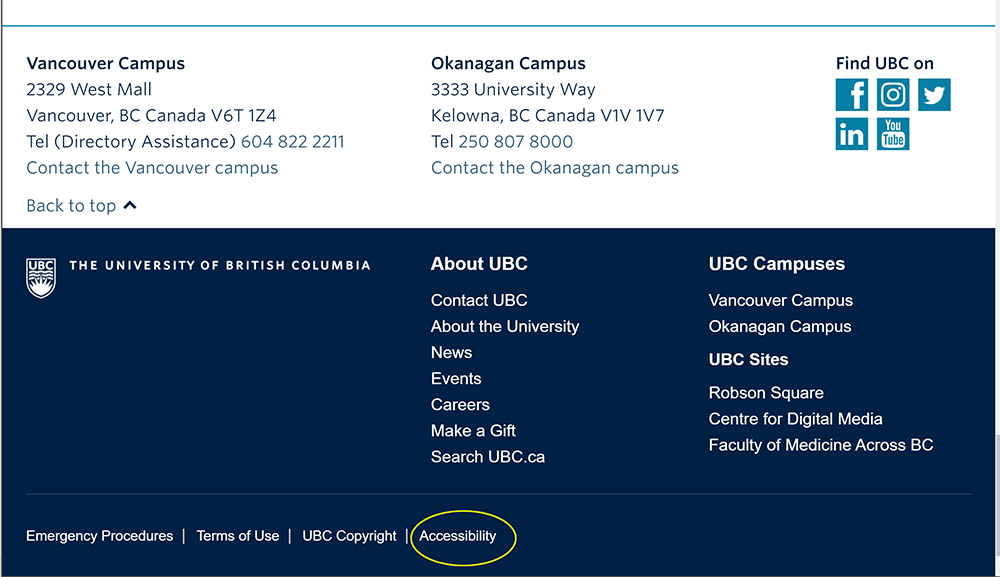 Vancouver Campus
2329 West Mall
Vancouver, BC Canada V6T 1Z4
Tel (Directory Assistance) 604 822 2211
Contact the Vancouver campus
Back to top
Okanagan Campus
3333 University Way
Kelowna, BC Canada V1V 1V7
Tel 250 807 8000
Contact the Okanagan campus
Find UBC on
f
in
You
Tube
UBC
THE UNIVERSITY OF BRITISH COLUMBIA
About UBC
Contact UBC
About the University
News
Events
Careers
Make a Gift
Search UBC.ca
UBC Campuses
Vancouver Campus
Okanagan Campus
UBC Sites
Robson Square
Centre for Digital Media
Faculty of Medicine Across BC
Emergency Procedures | Terms of Use | UBC Copyright | Accessibility